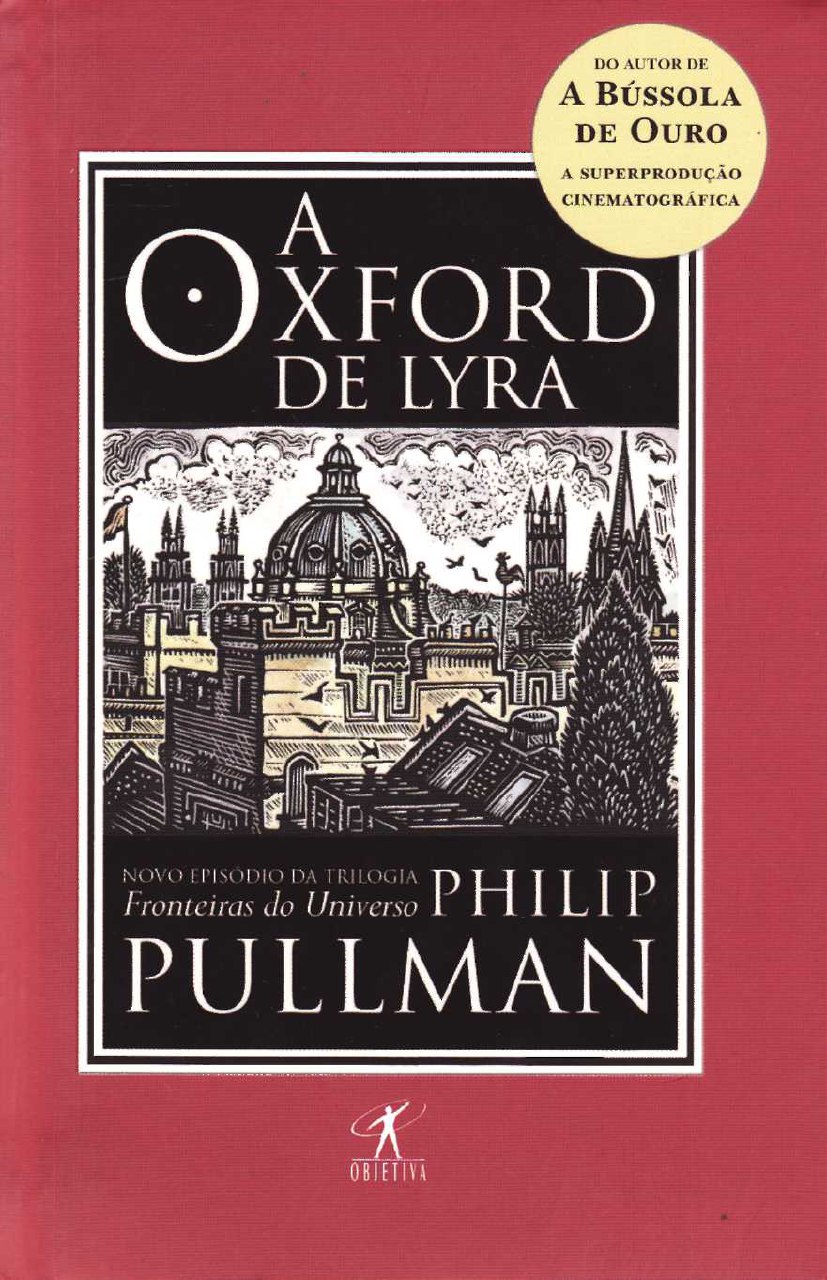 DO AUTOR DE
A BÚSSOLA
DE OURO
A SUPERPRODUÇÃO
CINEMATOGRÁFICA
A
OXFORD
DE LYRA
NOVO EPISÓDIO DA TRILOGIA
Fronteiras do Universo
PHILIP
PULLMAN
OBJETIVA